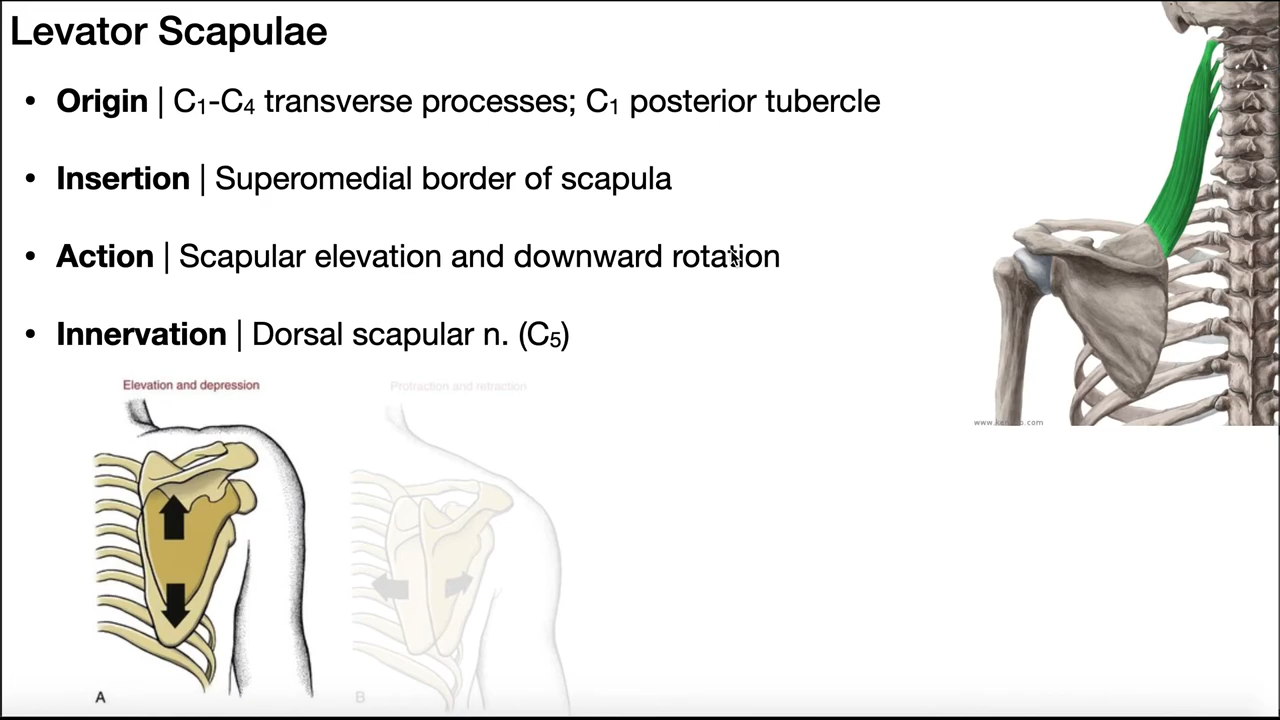 Levator Scapulae
• Origin | C₁-C₄ transverse processes; C₁ posterior tubercle
• Insertion | Superomedial border of scapula
• Action | Scapular elevation and downward rotation
• Innervation | Dorsal scapular n. (C₅)
Elevation and depression
Protraction and retraction
A
B